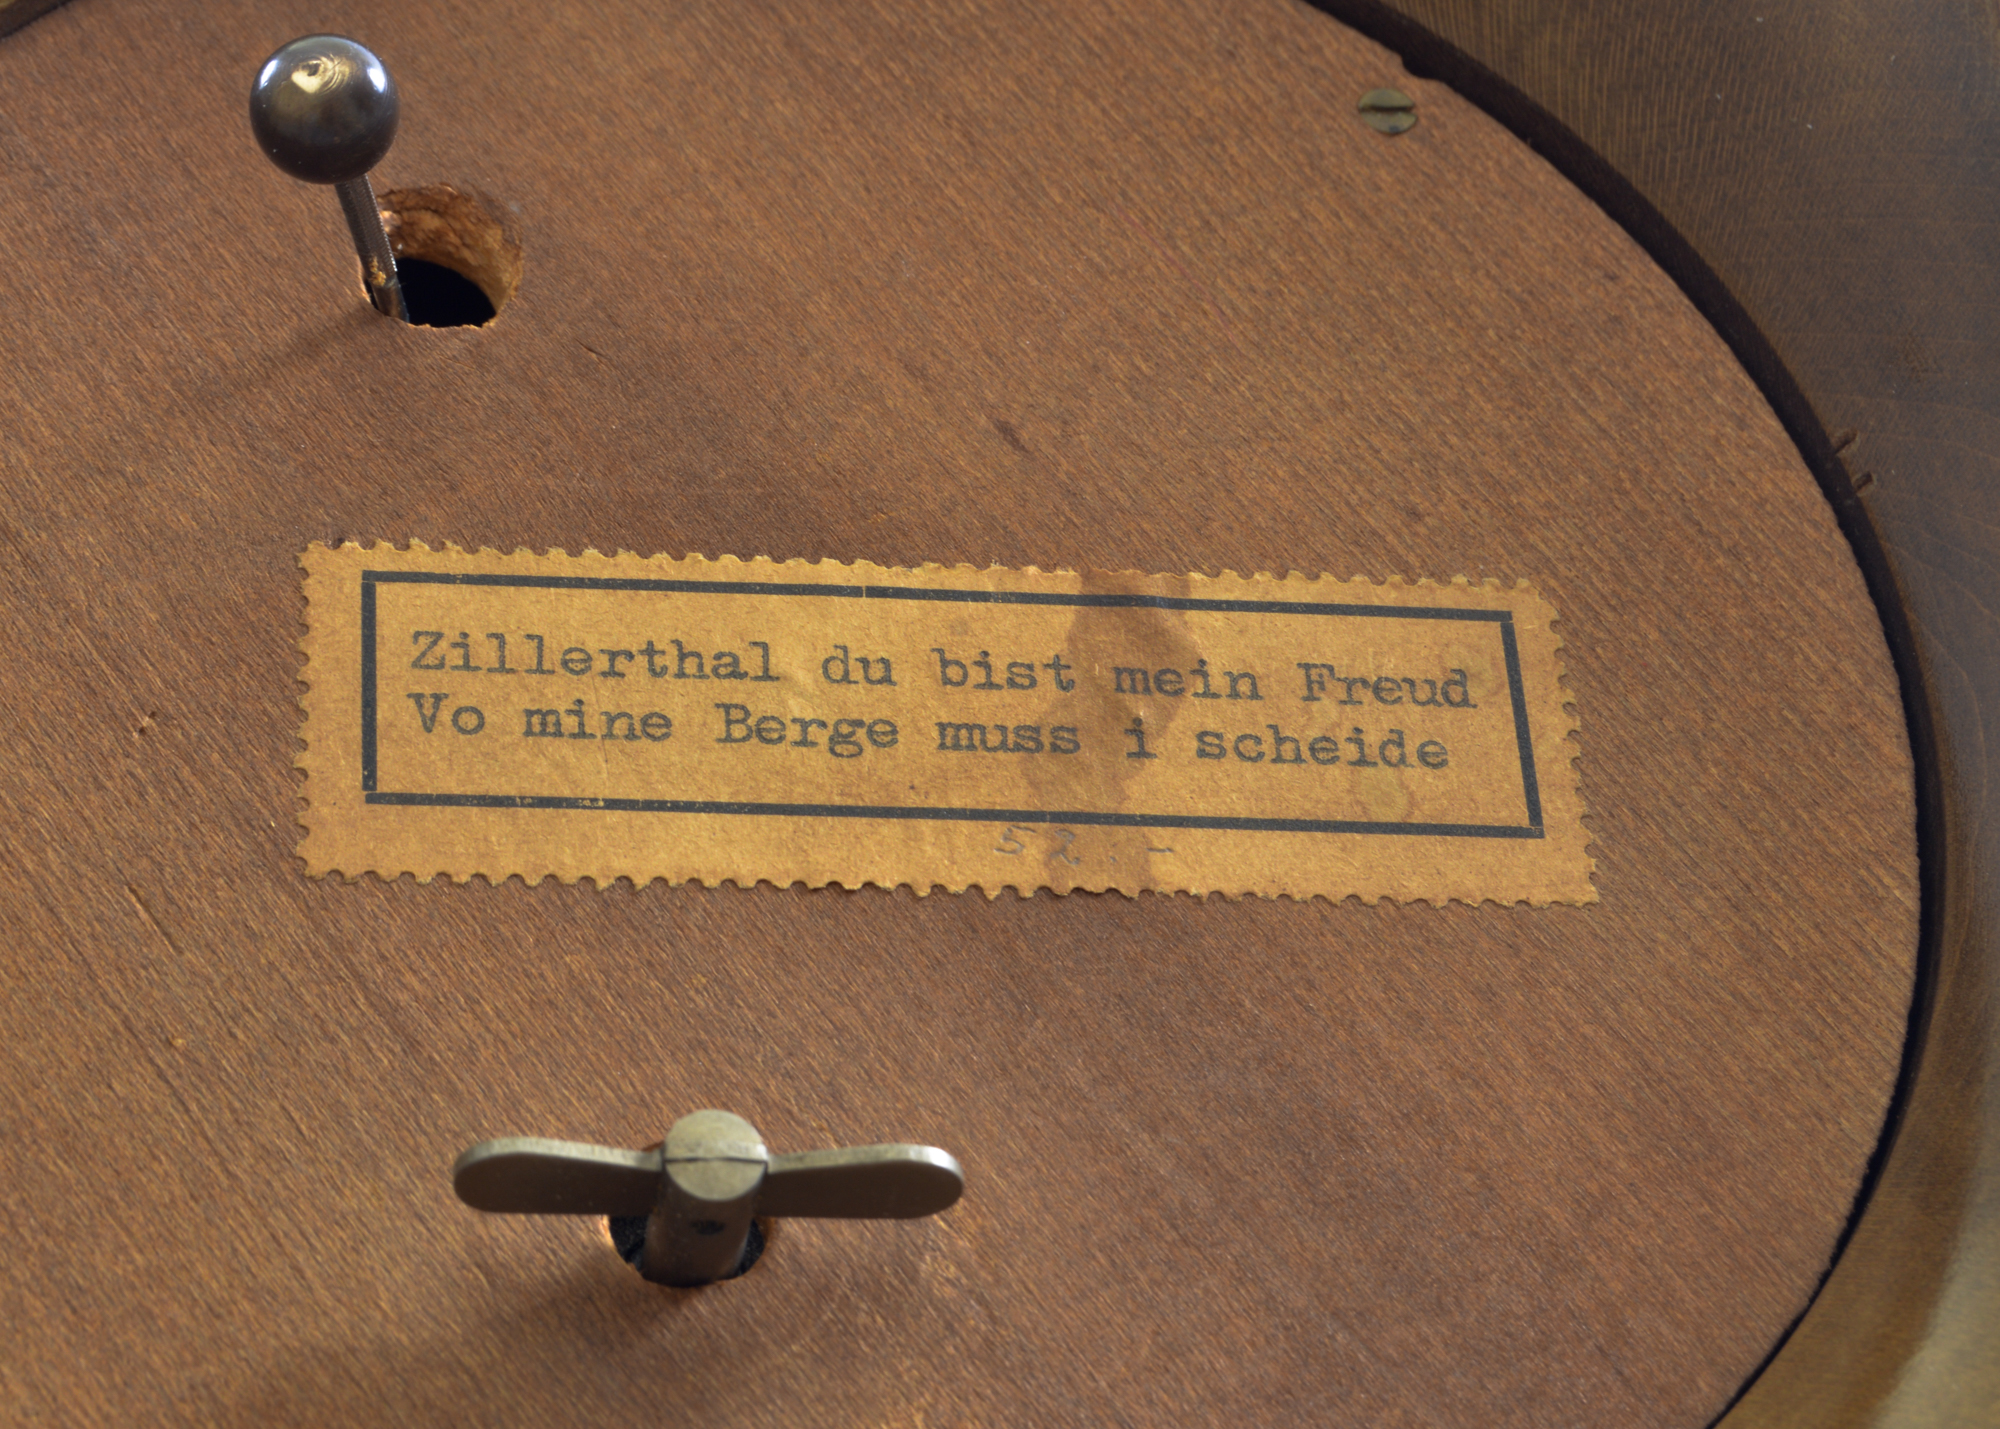 Zillerthal du bist mein Freud
Vo mine Berge muss i scheide
52.-